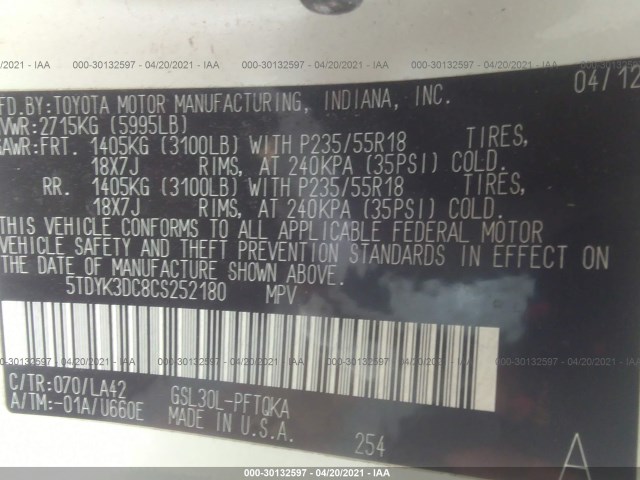 000-30132597 - 04/20/2021 - IAA
04/12
FD.BY:TOYOTA MOTOR MANUFACTURING, INDIANA, INC.
VWR:2715KG (5995LB)
AWR:FRT. 1405KG (3100LB) WITH P235/55R18 TIRES,
18X7J RIMS, AT 240KPA (35PSI) COLD.
RR. 1405KG (3100LB) WITH P235/55R18 TIRES,
18X7J RIMS, AT 240KPA (35PSI) COLD.
THIS VEHICLE CONFORMS TO ALL APPLICABLE FEDERAL MOTOR
VEHICLE SAFETY AND THEFT PREVENTION STANDARDS IN EFFECT ON
THE DATE OF MANUFACTURE SHOWN ABOVE.
5TDYK3DC8CS252180 MPV
C/TR:070/LA42 GSL30L-PFTQKA
A/TM:-01A/U660E MADE IN U.S.A.
254 A
000-30132597 - 04/20/2021 - IAA